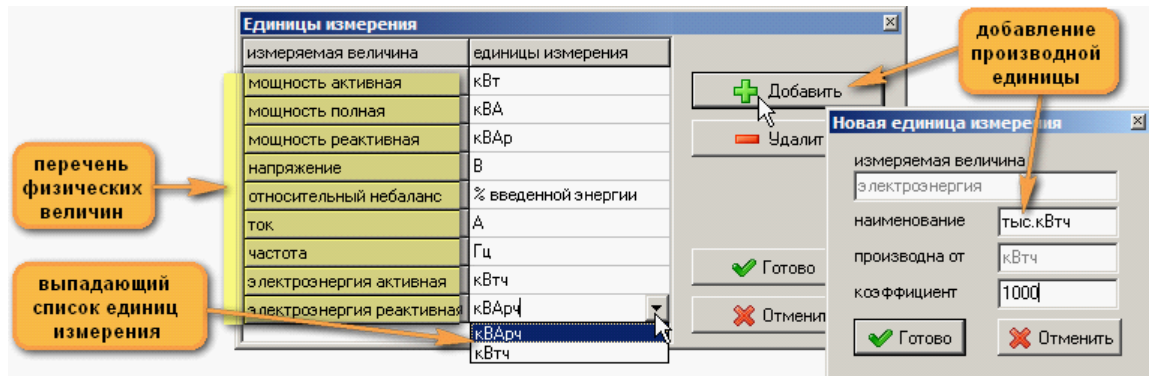 Единицы измерения
измеряемая величина единицы измерения
мощность активная кВт
мощность полная кВА
мощность реактивная кВАр
напряжение В
относительный небаланс % введенной энергии
ток А
частота Гц
электроэнергия активная кВтч
электроэнергия реактивная кВАрч
кВАрч
кВтч
Добавить
Удалит
Готово
Отменит
перечень
физических
величин
выпадающий
список единиц
измерения
добавление
производной
единицы
Новая единица измерения
измеряемая величина
электроэнергия
наименование тыс.кВтч
производна от кВтч
коэффициент 1000
Готово Отменить